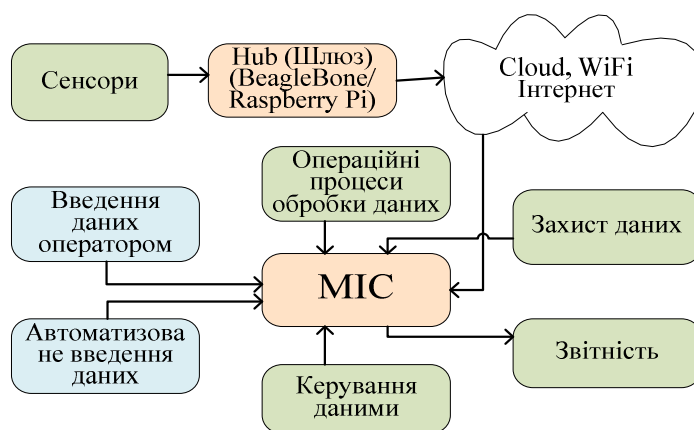 Сенсори
Hub (Шлюз)
(BeagleBone/
Raspberry Pi)
Cloud, WiFi
Інтернет
Операційні
процеси
обробки даних
Введення
даних
оператором
Захист даних
МІС
Автоматизова
не введення
даних
Звітність
Керування
даними